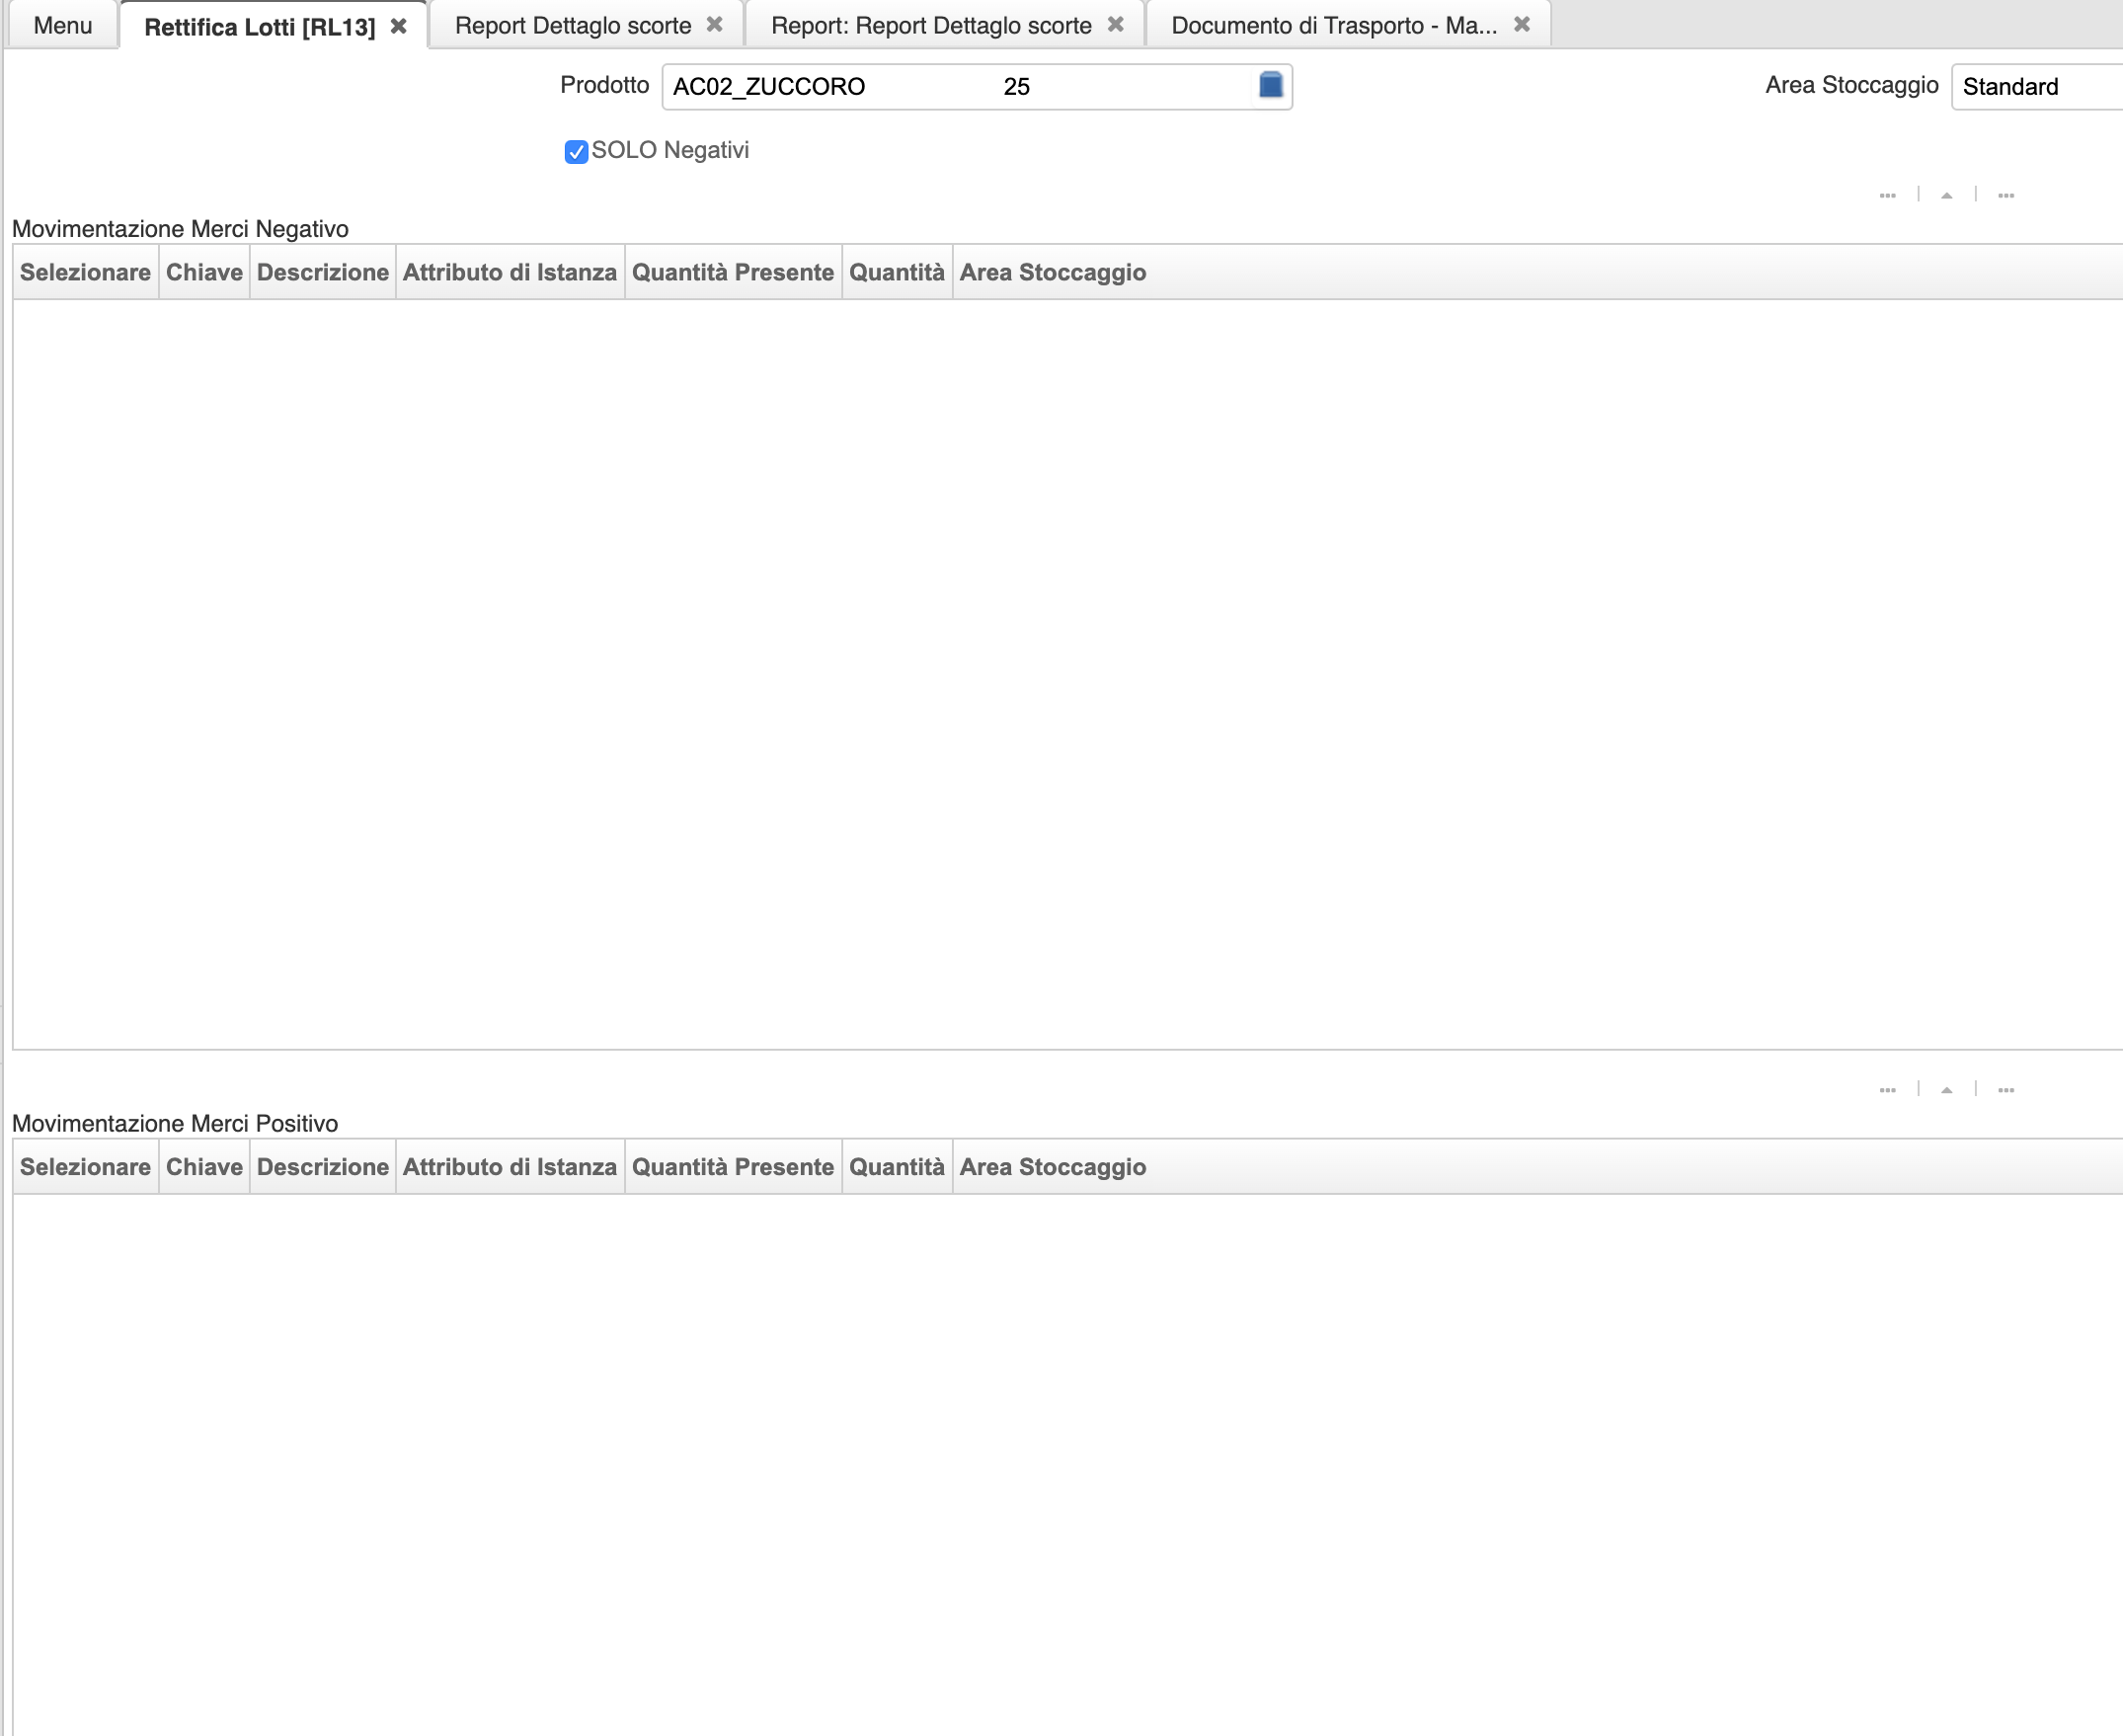 Menu Rettifica Lotti [RL13] Report Dettaglo scorte Report: Report Dettaglo scorte Documento di Trasporto - Ma...
Prodotto AC02_ZUCCORO 25 Area Stoccaggio Standard
SOLO Negativi
Movimentazione Merci Negativo
Selezionare Chiave Descrizione Attributo di Istanza Quantità Presente Quantità Area Stoccaggio
Movimentazione Merci Positivo
Selezionare Chiave Descrizione Attributo di Istanza Quantità Presente Quantità Area Stoccaggio